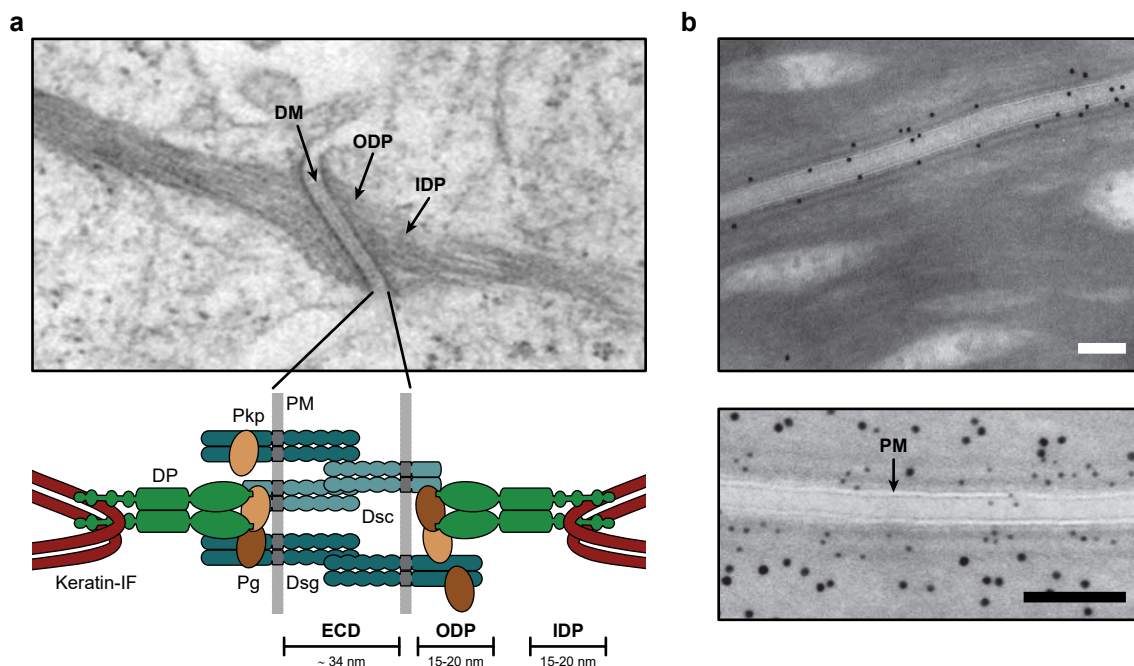 a
DM
ODP
IDP
Pkp
PM
DP
Dsc
Keratin-IF
Pg
Dsg
ECD
ODP
IDP
~ 34 nm
15-20 nm
15-20 nm
b
PM